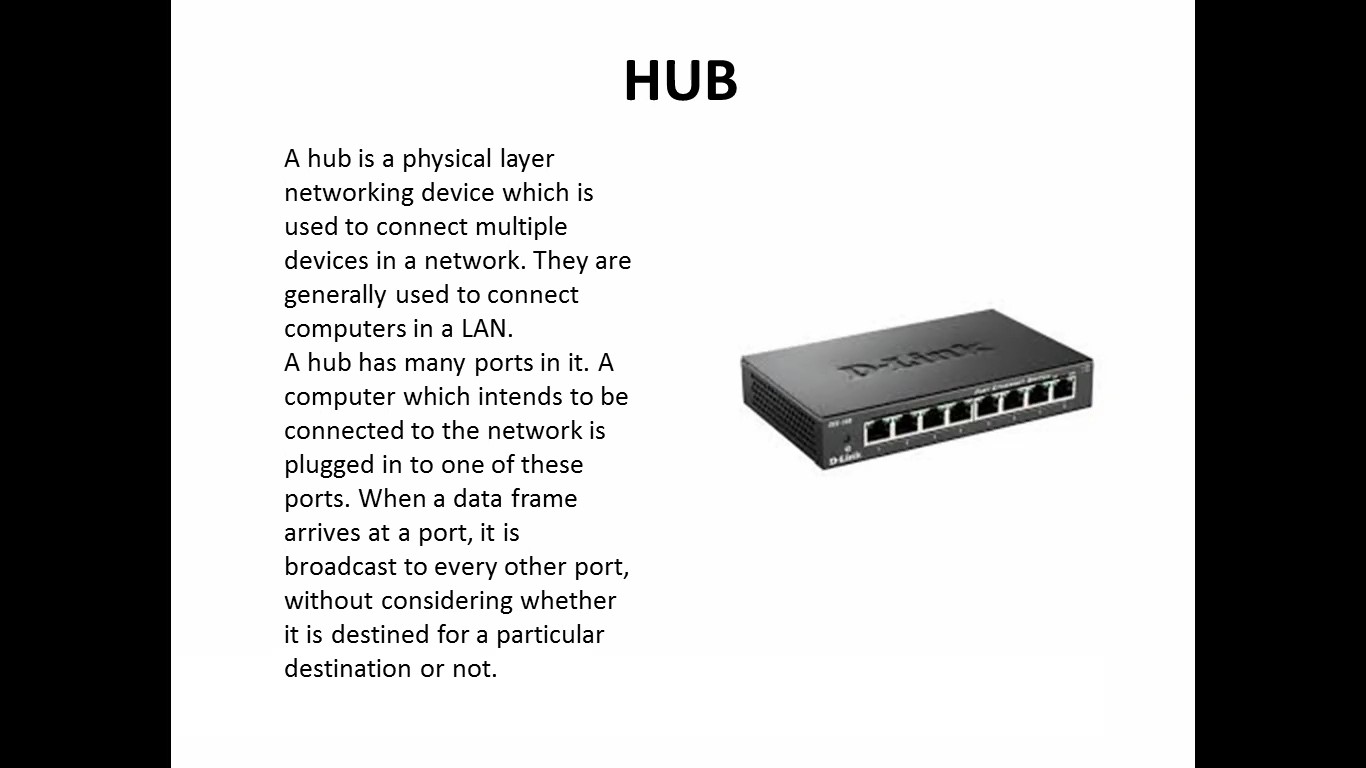 HUB
A hub is a physical layer
networking device which is
used to connect multiple
devices in a network. They are
generally used to connect
computers in a LAN.
A hub has many ports in it. A
computer which intends to be
connected to the network is
plugged in to one of these
ports. When a data frame
arrives at a port, it is
broadcast to every other port,
without considering whether
it is destined for a particular
destination or not.
D-Link
D-Link